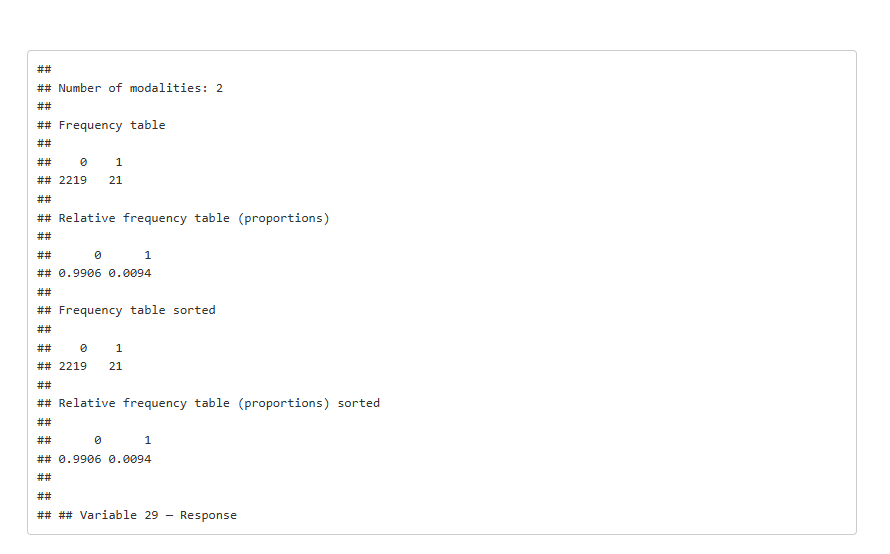 ##
## Number of modalities: 2
##
## Frequency table
##
##    0    1
## 2219   21
##
## Relative frequency table (proportions)
##
##      0      1
## 0.9906 0.0094
##
## Frequency table sorted
##
##    0    1
## 2219   21
##
## Relative frequency table (proportions) sorted
##
##      0      1
## 0.9906 0.0094
##
##
## ## Variable 29 — Response